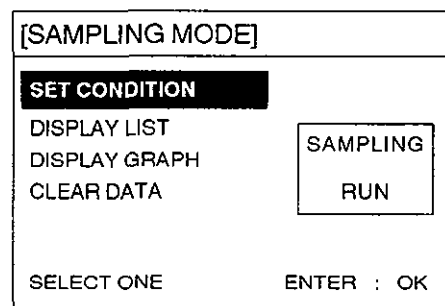 [SAMPLING MODE]
SET CONDITION
DISPLAY LIST
DISPLAY GRAPH
CLEAR DATA
SAMPLING
RUN
SELECT ONE ENTER : OK